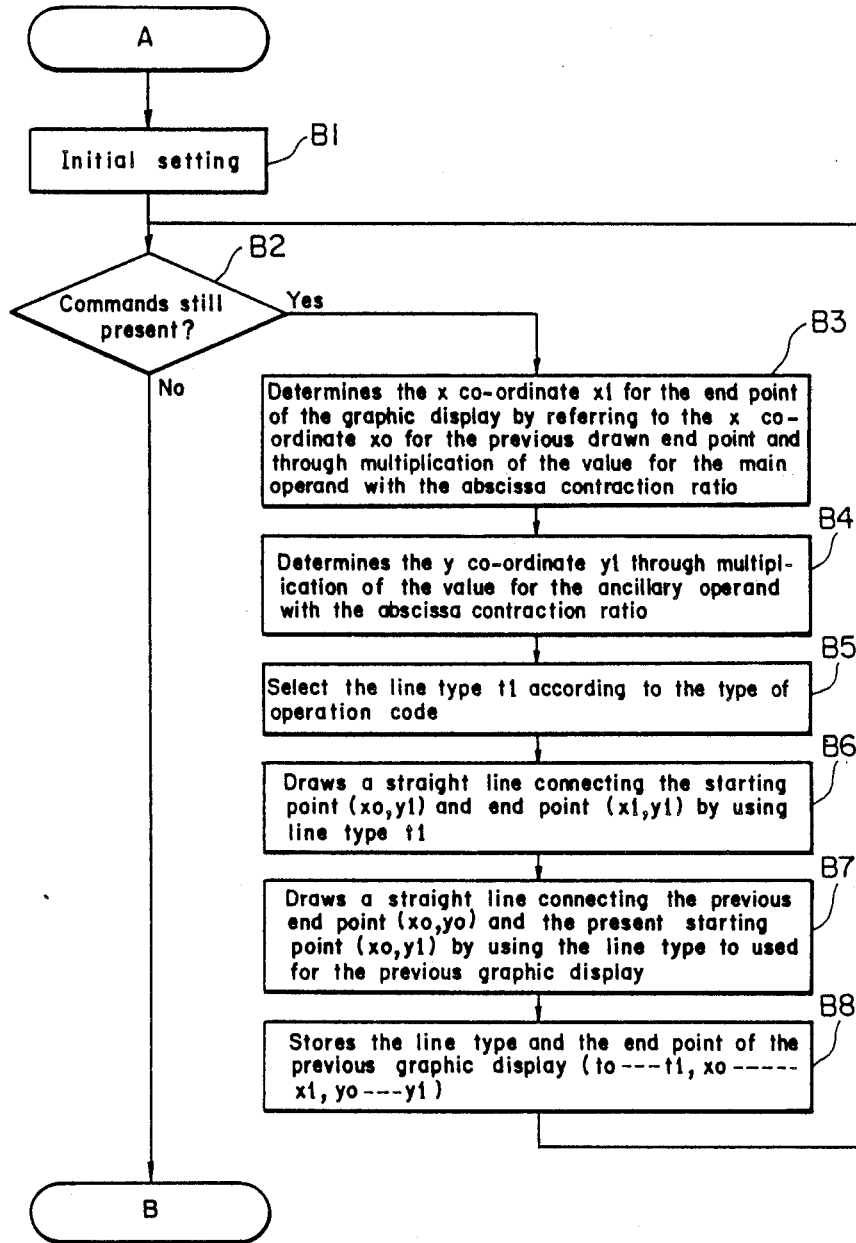 A
B1
Initial setting
B2
Commands still
present?
Yes
No
B3
Determines the x co-ordinate x1 for the end point
of the graphic display by referring to the x co-
ordinate xo for the previous drawn end point and
through multiplication of the value for the main
operand with the abscissa contraction ratio
B4
Determines the y co-ordinate y1 through multipl-
ication of the value for the ancillary operand
with the abscissa contraction ratio
B5
Select the line type t1 according to the type of
operation code
B6
Draws a straight line connecting the starting
point (xo,y1) and end point (x1,y1) by using
line type t1
B7
Draws a straight line connecting the previous
end point (xo,yo) and the present starting
point (xo,y1) by using the line type to used
for the previous graphic display
B8
Stores the line type and the end point of the
previous graphic display (to---t1, xo-----
x1, yo---y1)
B